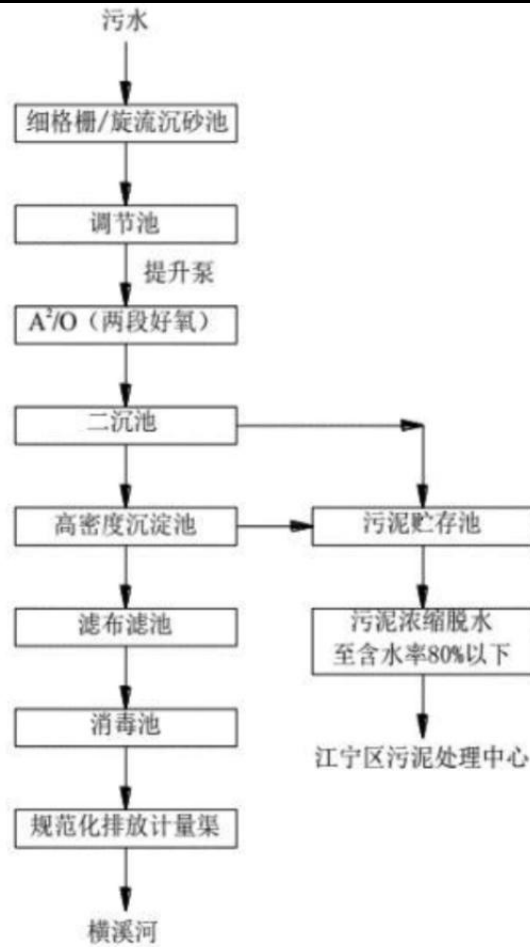 污水
细格栅/旋流沉砂池
调节池
提升泵
A²/O（两段好氧）
二沉池
高密度沉淀池
污泥贮存池
滤布滤池
污泥浓缩脱水
至含水率80%以下
消毒池
江宁区污泥处理中心
规范化排放计量渠
横溪河